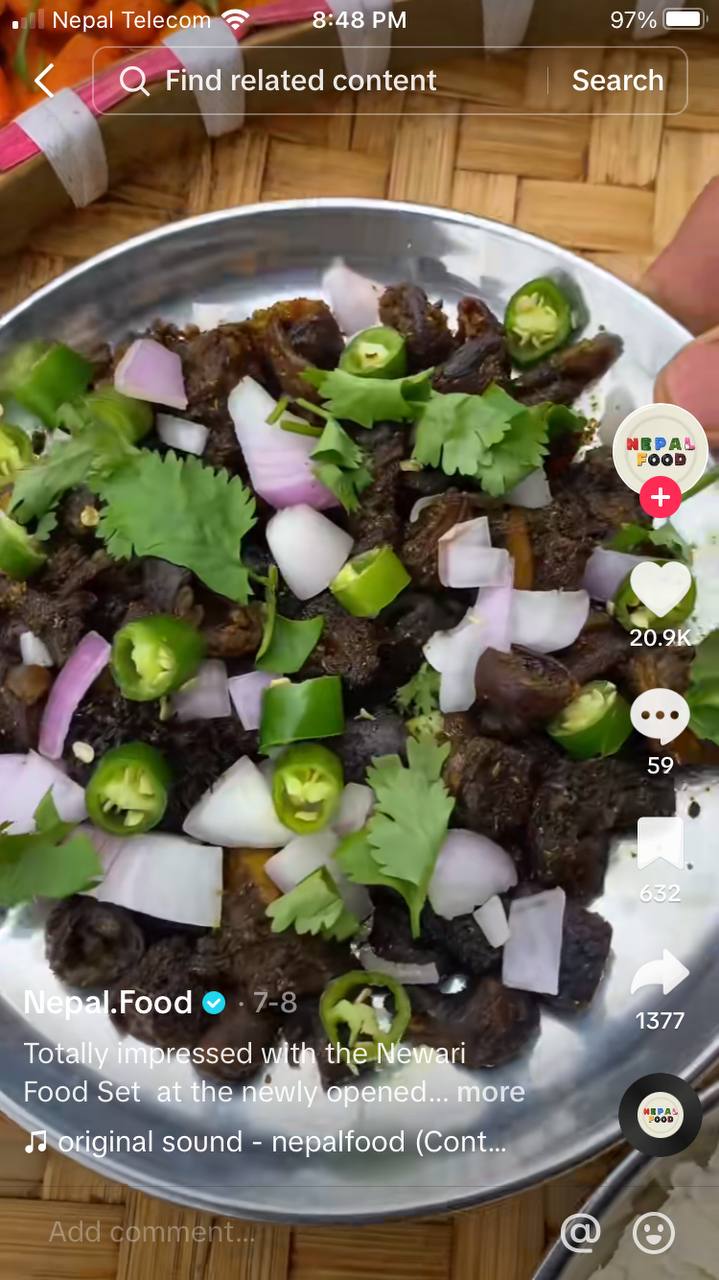 Nepal Telecom 8:48 PM 97%
Find related content Search
NEPAL
FOOD
20.9K
59
632
1377
Nepal.Food · 7-8
Totally impressed with the Newari
Food Set at the newly opened... more
original sound - nepalfood (Cont...
NEPAL
FOOD
Add comment...
@